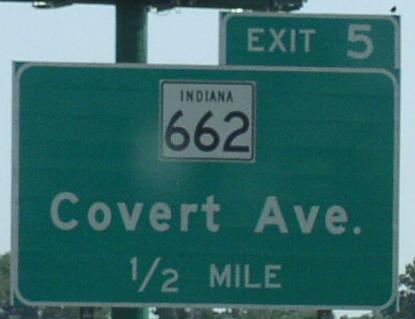 EXIT 5
INDIANA
662
Covert Ave.
1/2 MILE